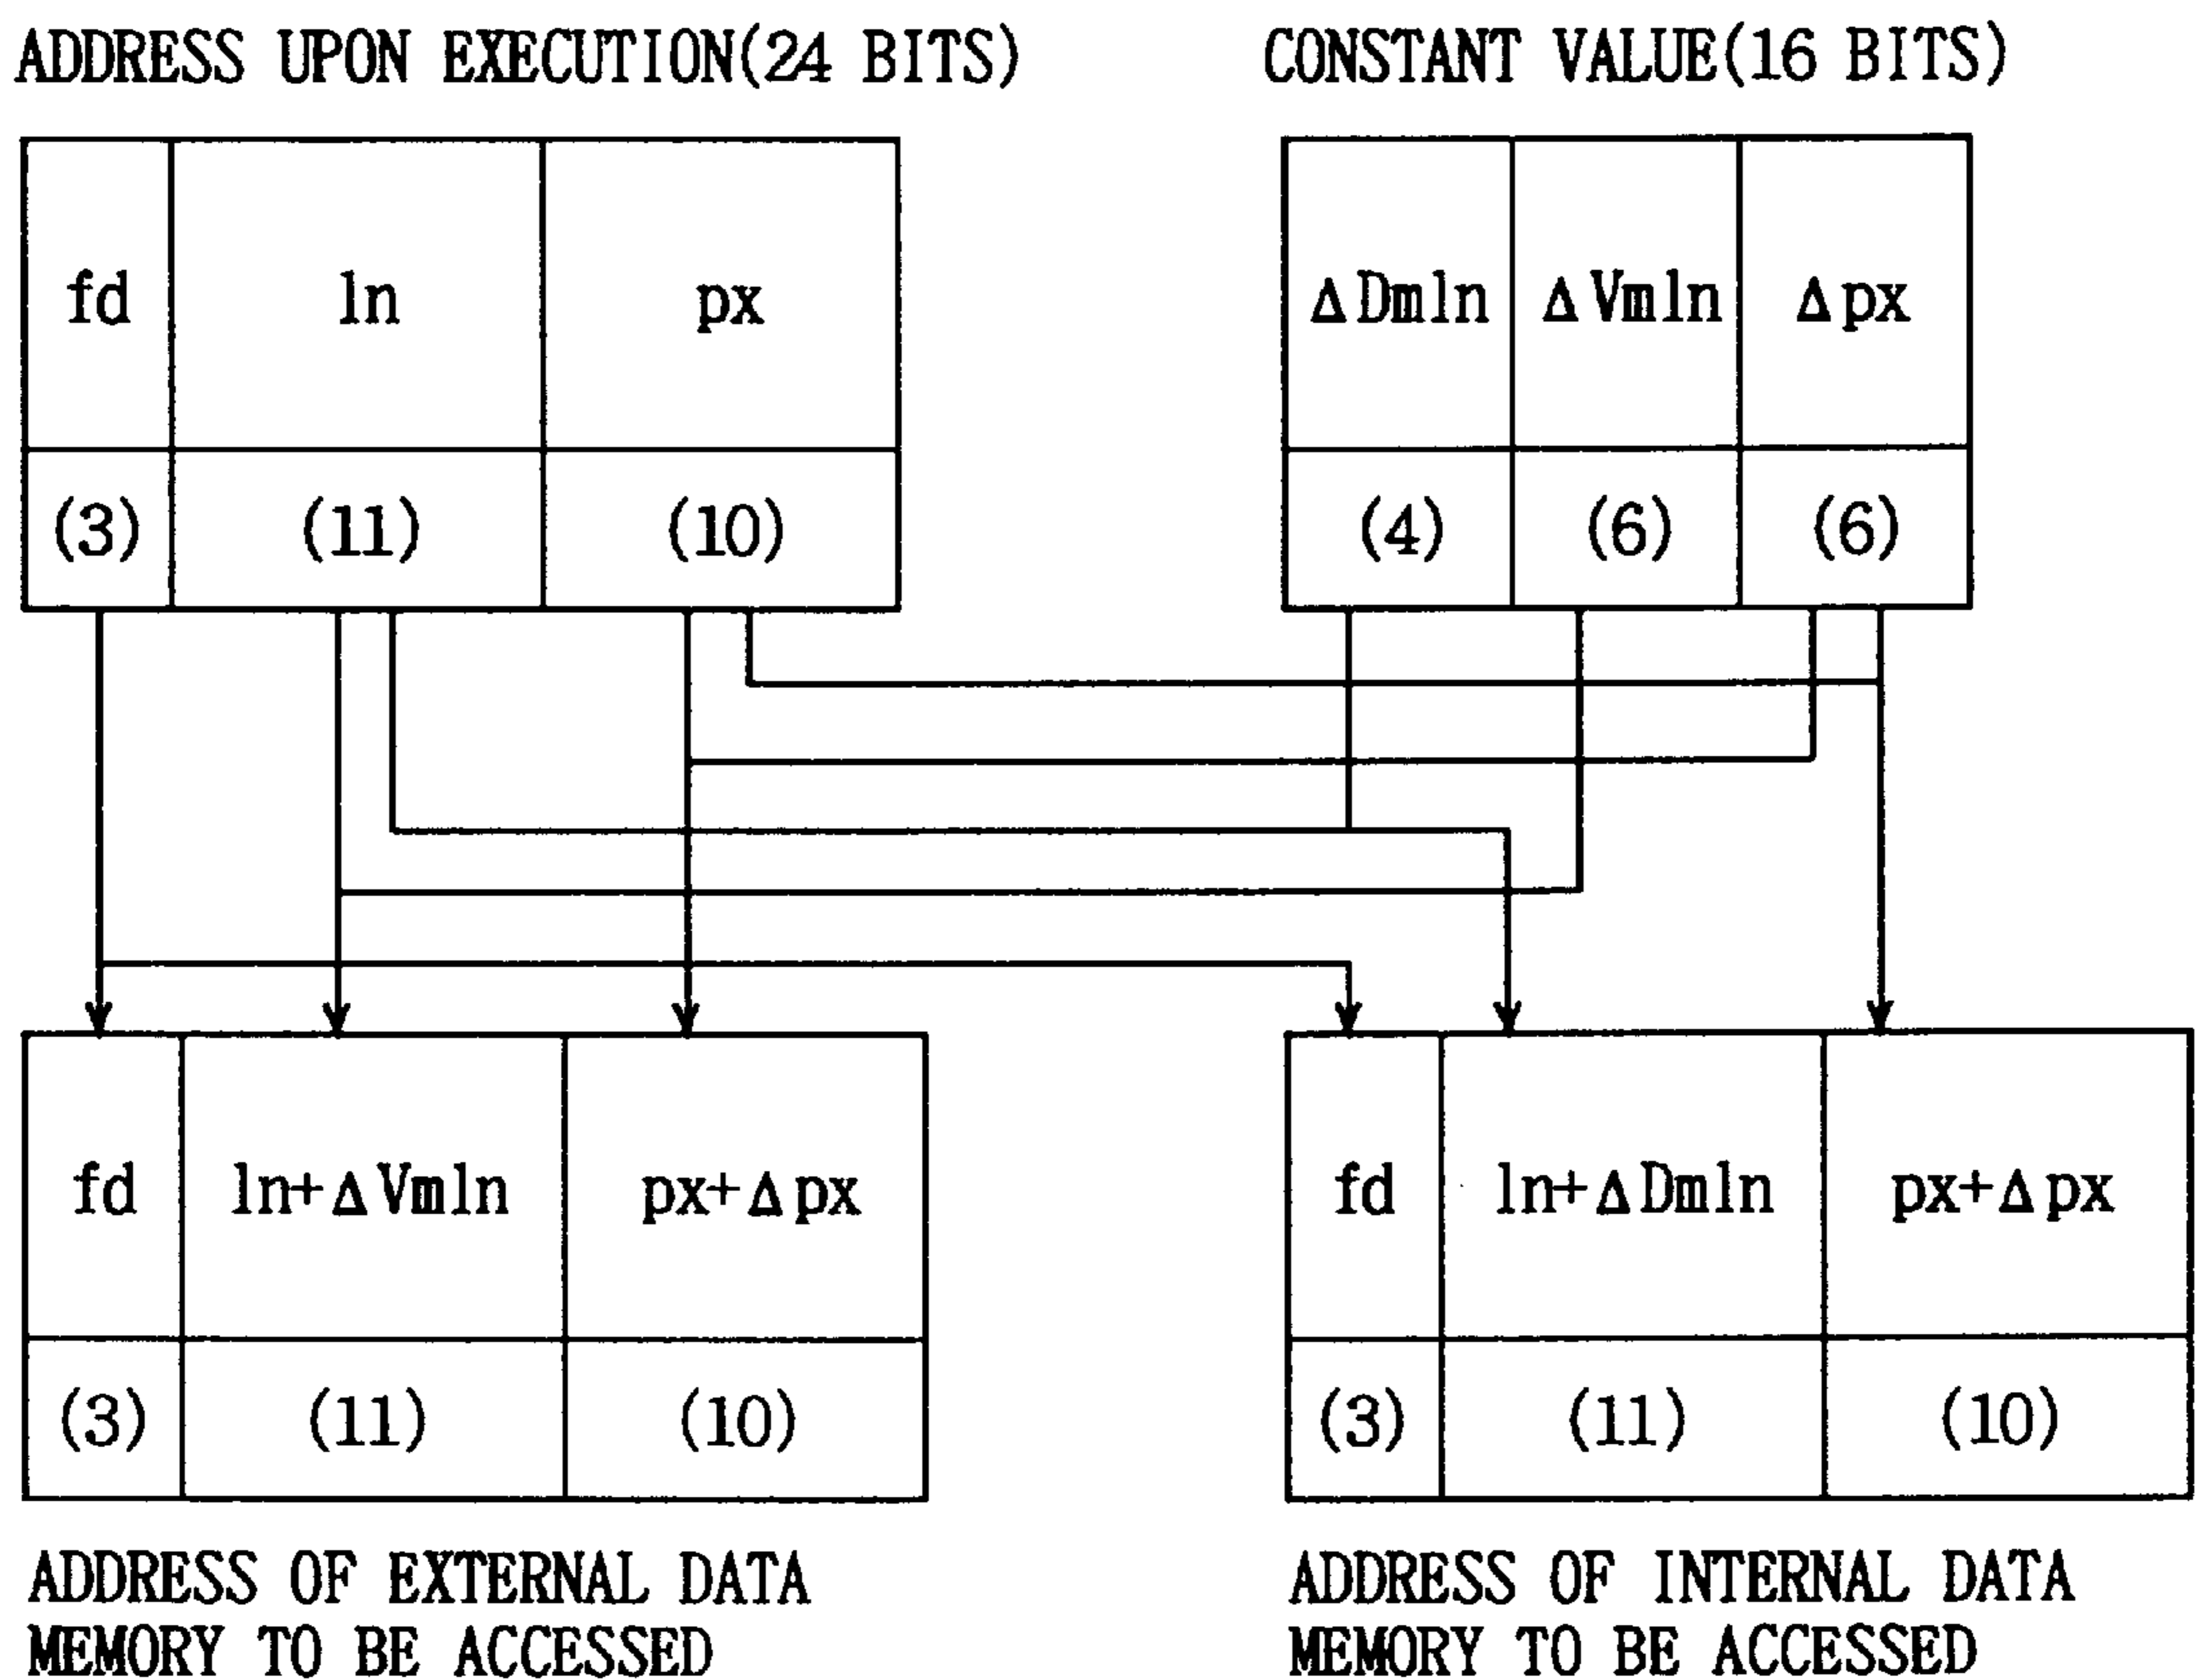 ADDRESS UPON EXECUTION(24 BITS)
CONSTANT VALUE(16 BITS)
fd ln px
(3) (11) (10)
ΔDmln ΔVmln Δpx
(4) (6) (6)
fd ln+ΔVmln px+Δpx
(3) (11) (10)
fd ln+ΔDmln px+Δpx
(3) (11) (10)
ADDRESS OF EXTERNAL DATA
MEMORY TO BE ACCESSED
ADDRESS OF INTERNAL DATA
MEMORY TO BE ACCESSED